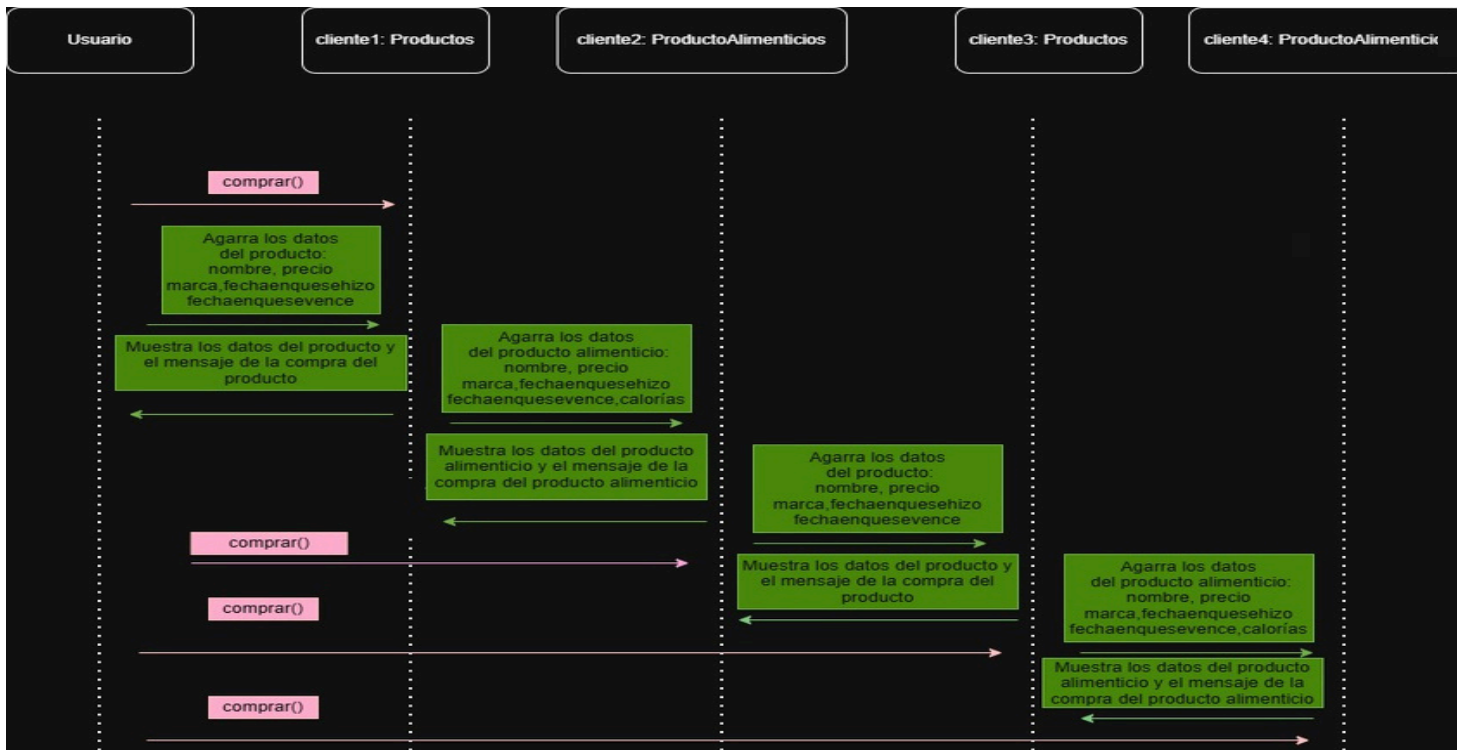 Usuario
cliente1: Productos
cliente2: ProductoAlimenticios
cliente3: Productos
cliente4: ProductoAlimentici
comprar()
Agarra los datos
del producto:
nombre, precio
marca,fechaenquesehizo
fechaenquesevence
Muestra los datos del producto y
el mensaje de la compra del
producto
Agarra los datos
del producto alimenticio:
nombre, precio
marca,fechaenquesehizo
fechaenquesevence,calorías
Muestra los datos del producto
alimenticio y el mensaje de la
compra del producto alimenticio
Agarra los datos
del producto:
nombre, precio
marca,fechaenquesehizo
fechaenquesevence
comprar()
Muestra los datos del producto y
el mensaje de la compra del
producto
Agarra los datos
del producto alimenticio:
nombre, precio
marca,fechaenquesehizo
fechaenquesevence,calorías
comprar()
Muestra los datos del producto
alimenticio y el mensaje de la
compra del producto alimenticio
comprar()